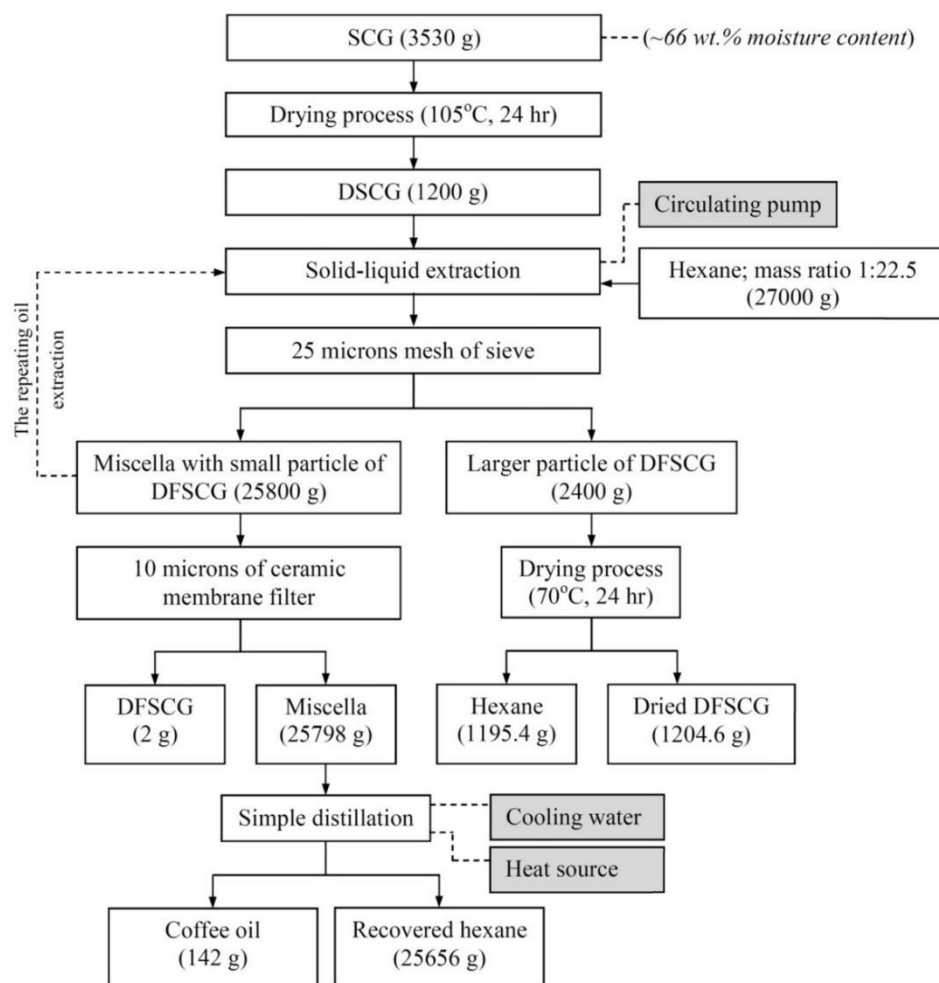 SCG (3530 g)
(~66 wt.% moisture content)
Drying process (105°C, 24 hr)
DSCG (1200 g)
Circulating pump
Solid-liquid extraction
Hexane; mass ratio 1:22.5
(27000 g)
The repeating oil
extraction
25 microns mesh of sieve
Miscella with small particle of
DFSCG (25800 g)
Larger particle of DFSCG
(2400 g)
10 microns of ceramic
membrane filter
Drying process
(70°C, 24 hr)
DFSCG
(2 g)
Miscella
(25798 g)
Hexane
(1195.4 g)
Dried DFSCG
(1204.6 g)
Simple distillation
Cooling water
Heat source
Coffee oil
(142 g)
Recovered hexane
(25656 g)